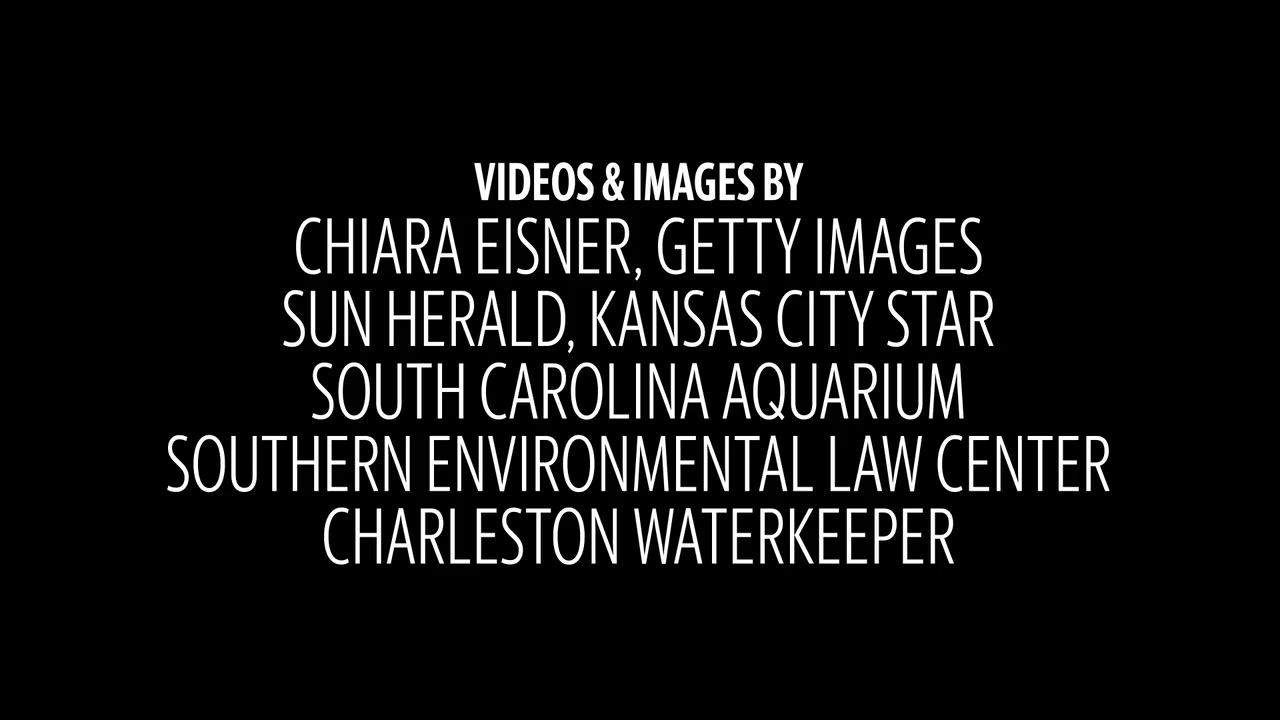 VIDEOS & IMAGES BY
CHIARA EISNER, GETTY IMAGES
SUN HERALD, KANSAS CITY STAR
SOUTH CAROLINA AQUARIUM
SOUTHERN ENVIRONMENTAL LAW CENTER
CHARLESTON WATERKEEPER